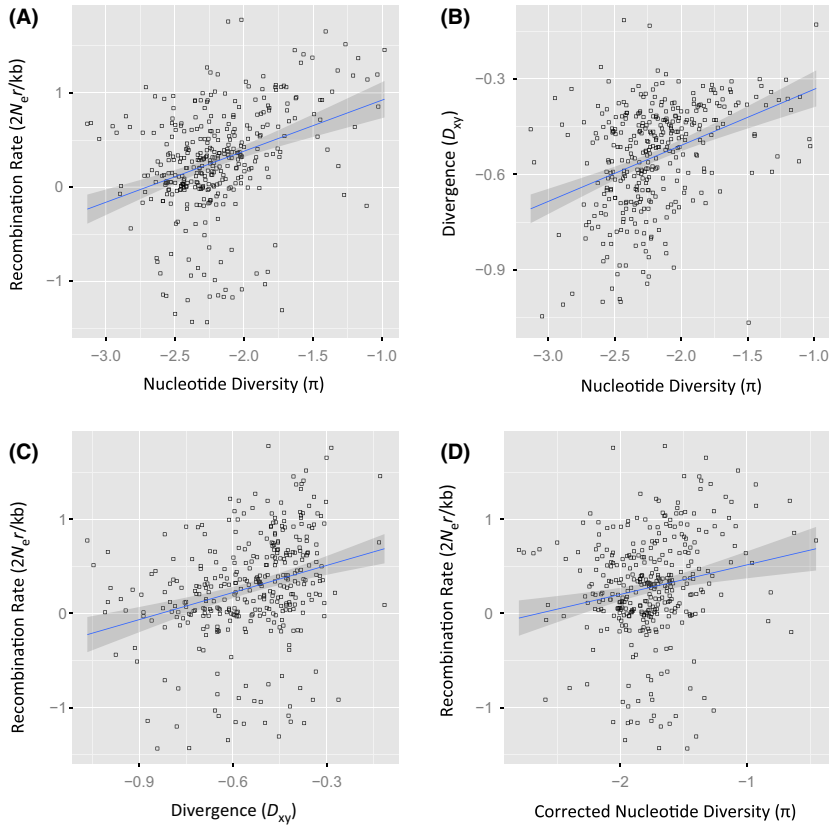 (A)
Recombination Rate (2Nₑr/kb)
1
0
−1
−3.0 −2.5 −2.0 −1.5 −1.0
Nucleotide Diversity (π)
(B)
Divergence (Dxy)
−0.3
−0.6
−0.9
−3.0 −2.5 −2.0 −1.5 −1.0
Nucleotide Diversity (π)
(C)
Recombination Rate (2Nₑr/kb)
1
0
−1
−0.9 −0.6 −0.3
Divergence (Dxy)
(D)
Recombination Rate (2Nₑr/kb)
1
0
−1
−2 −1
Corrected Nucleotide Diversity (π)